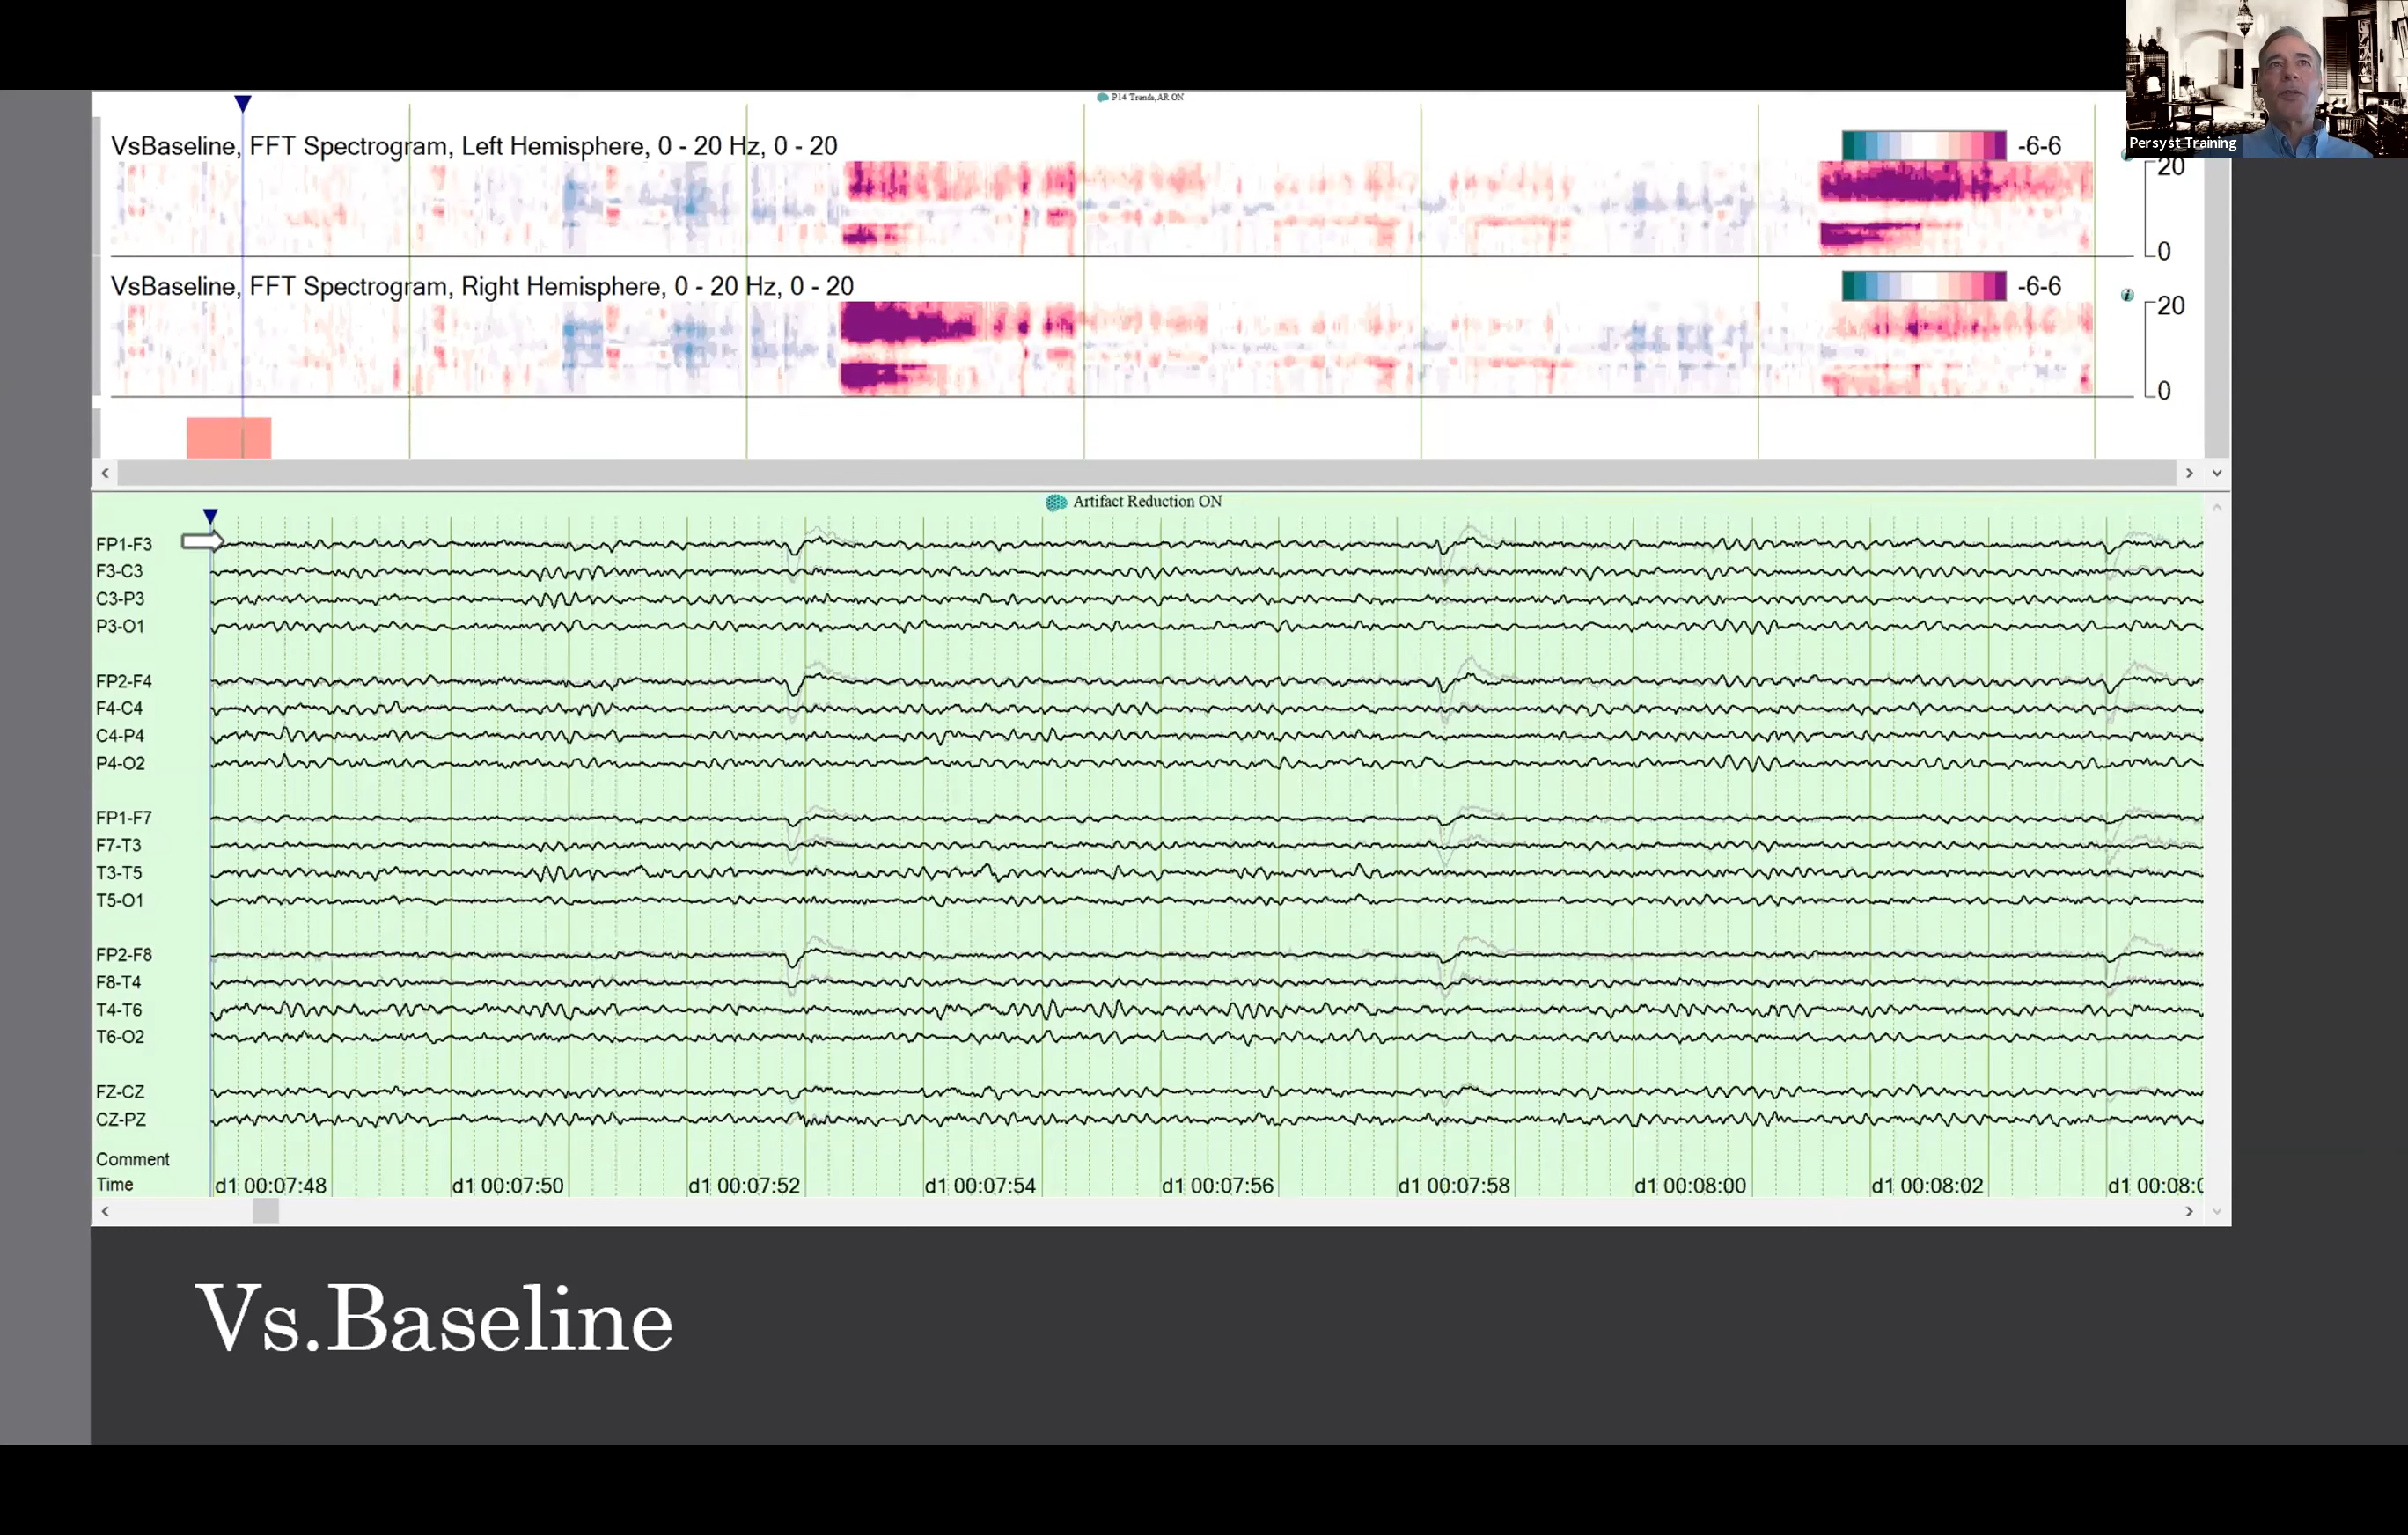 P14 Trends, AR ON
VsBaseline, FFT Spectrogram, Left Hemisphere, 0 - 20 Hz, 0 - 20
-6-6
20
0
Persyst Training
VsBaseline, FFT Spectrogram, Right Hemisphere, 0 - 20 Hz, 0 - 20
-6-6
i
20
0
Artifact Reduction ON
FP1-F3
F3-C3
C3-P3
P3-O1
FP2-F4
F4-C4
C4-P4
P4-O2
FP1-F7
F7-T3
T3-T5
T5-O1
FP2-F8
F8-T4
T4-T6
T6-O2
FZ-CZ
CZ-PZ
Comment
Time d1 00:07:48 d1 00:07:50 d1 00:07:52 d1 00:07:54 d1 00:07:56 d1 00:07:58 d1 00:08:00 d1 00:08:02 d1 00:08:0
Vs.Baseline